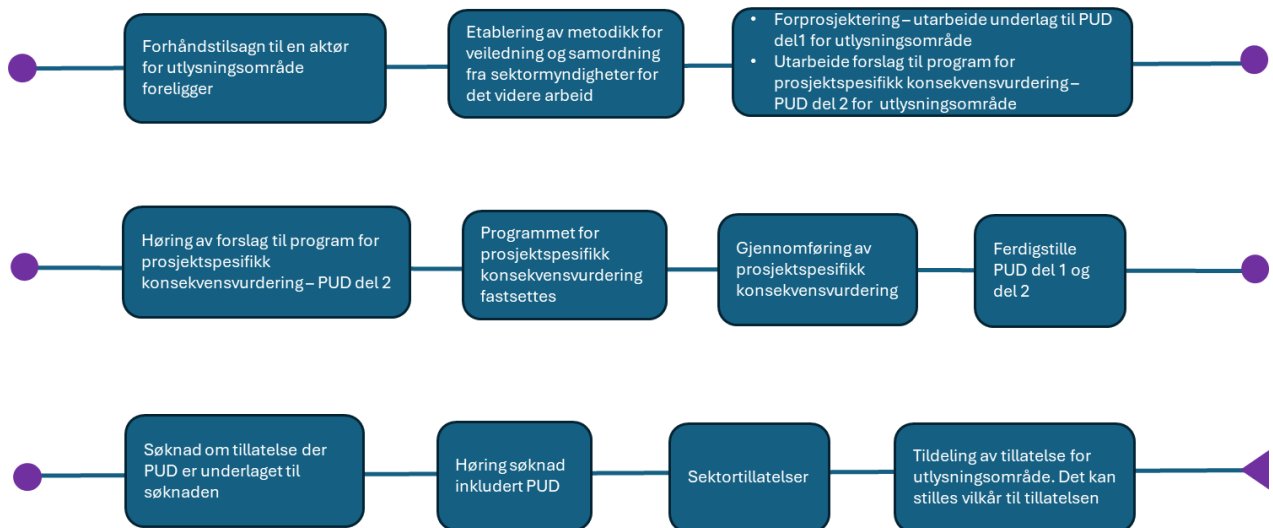 Forhåndstilsagn til en aktør
for utlysningsområde
foreligger
Etablering av metodikk for
veiledning og samordning
fra sektormyndigheter for
det videre arbeid
• Forprosjektering – utarbeide underlag til PUD
del1 for utlysningsområde
• Utarbeide forslag til program for
prosjektspesifikk konsekvensvurdering –
PUD del 2 for utlysningsområde
Høring av forslag til program for
prosjektspesifikk
konsekvensvurdering – PUD del 2
Programmet for
prosjektspesifikk
konsekvensvurdering
fastsettes
Gjennomføring av
prosjektspesifikk
konsekvensvurdering
Ferdigstille
PUD del 1 og
del 2
Søknad om tillatelse der
PUD er underlaget til
søknaden
Høring søknad
inkludert PUD
Sektortillatelser
Tildeling av tillatelse for
utlysningsområde. Det kan
stilles vilkår til tillatelsen